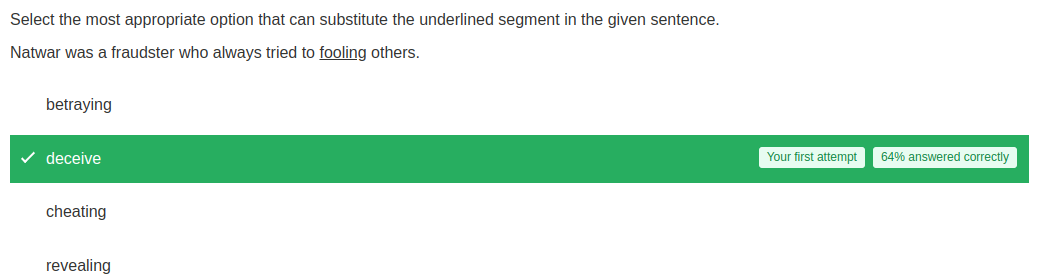 Select the most appropriate option that can substitute the underlined segment in the given sentence.
Natwar was a fraudster who always tried to fooling others.
betraying
deceive Your first attempt 64% answered correctly
cheating
revealing